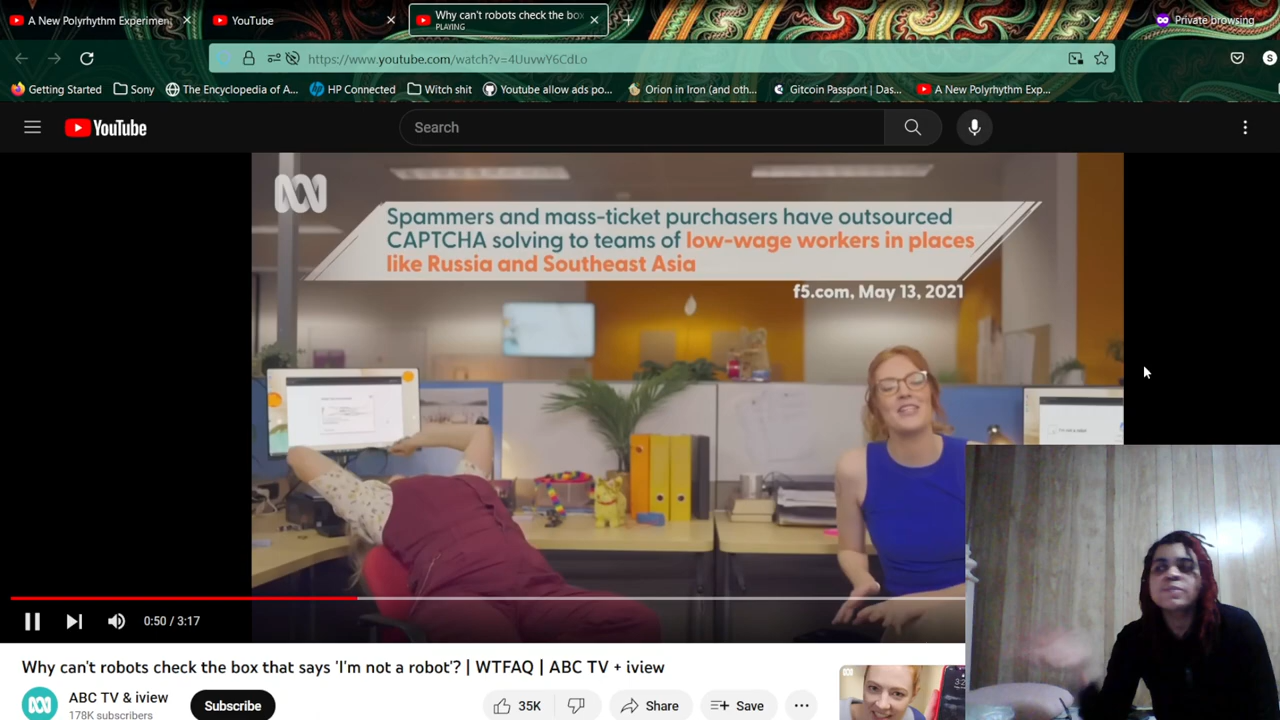 A New Polyrhythm Experiment
YouTube
Why can't robots check the box
PLAYING
Private browsing
https://www.youtube.com/watch?v=4UuvwY6CdLo
S
Getting Started
Sony
The Encyclopedia of A...
HP Connected
Witch shit
Youtube allow ads po...
Orion in Iron (and oth...
Gitcoin Passport | Das...
A New Polyrhythm Exp...
YouTube
Search
Spammers and mass-ticket purchasers have outsourced
CAPTCHA solving to teams of low-wage workers in places
like Russia and Southeast Asia
f5.com, May 13, 2021
0:50 / 3:17
Why can't robots check the box that says 'I'm not a robot'? | WTFAQ | ABC TV + iview
ABC TV & iview
178K subscribers
Subscribe
35K
Share
Save